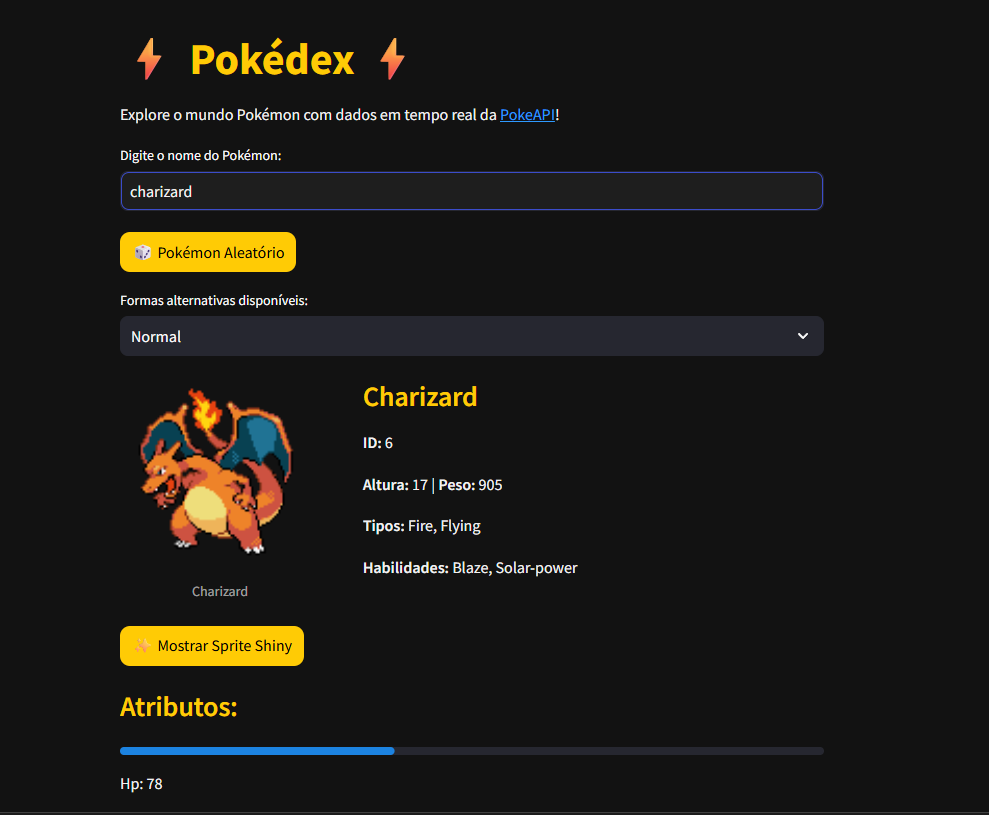 ⚡ Pokédex ⚡
Explore o mundo Pokémon com dados em tempo real da PokeAPI!
Digite o nome do Pokémon:
charizard
🎲 Pokémon Aleatório
Formas alternativas disponíveis:
Normal
Charizard
ID: 6
Altura: 17 | Peso: 905
Tipos: Fire, Flying
Habilidades: Blaze, Solar-power
Charizard
✨ Mostrar Sprite Shiny
Atributos:
Hp: 78